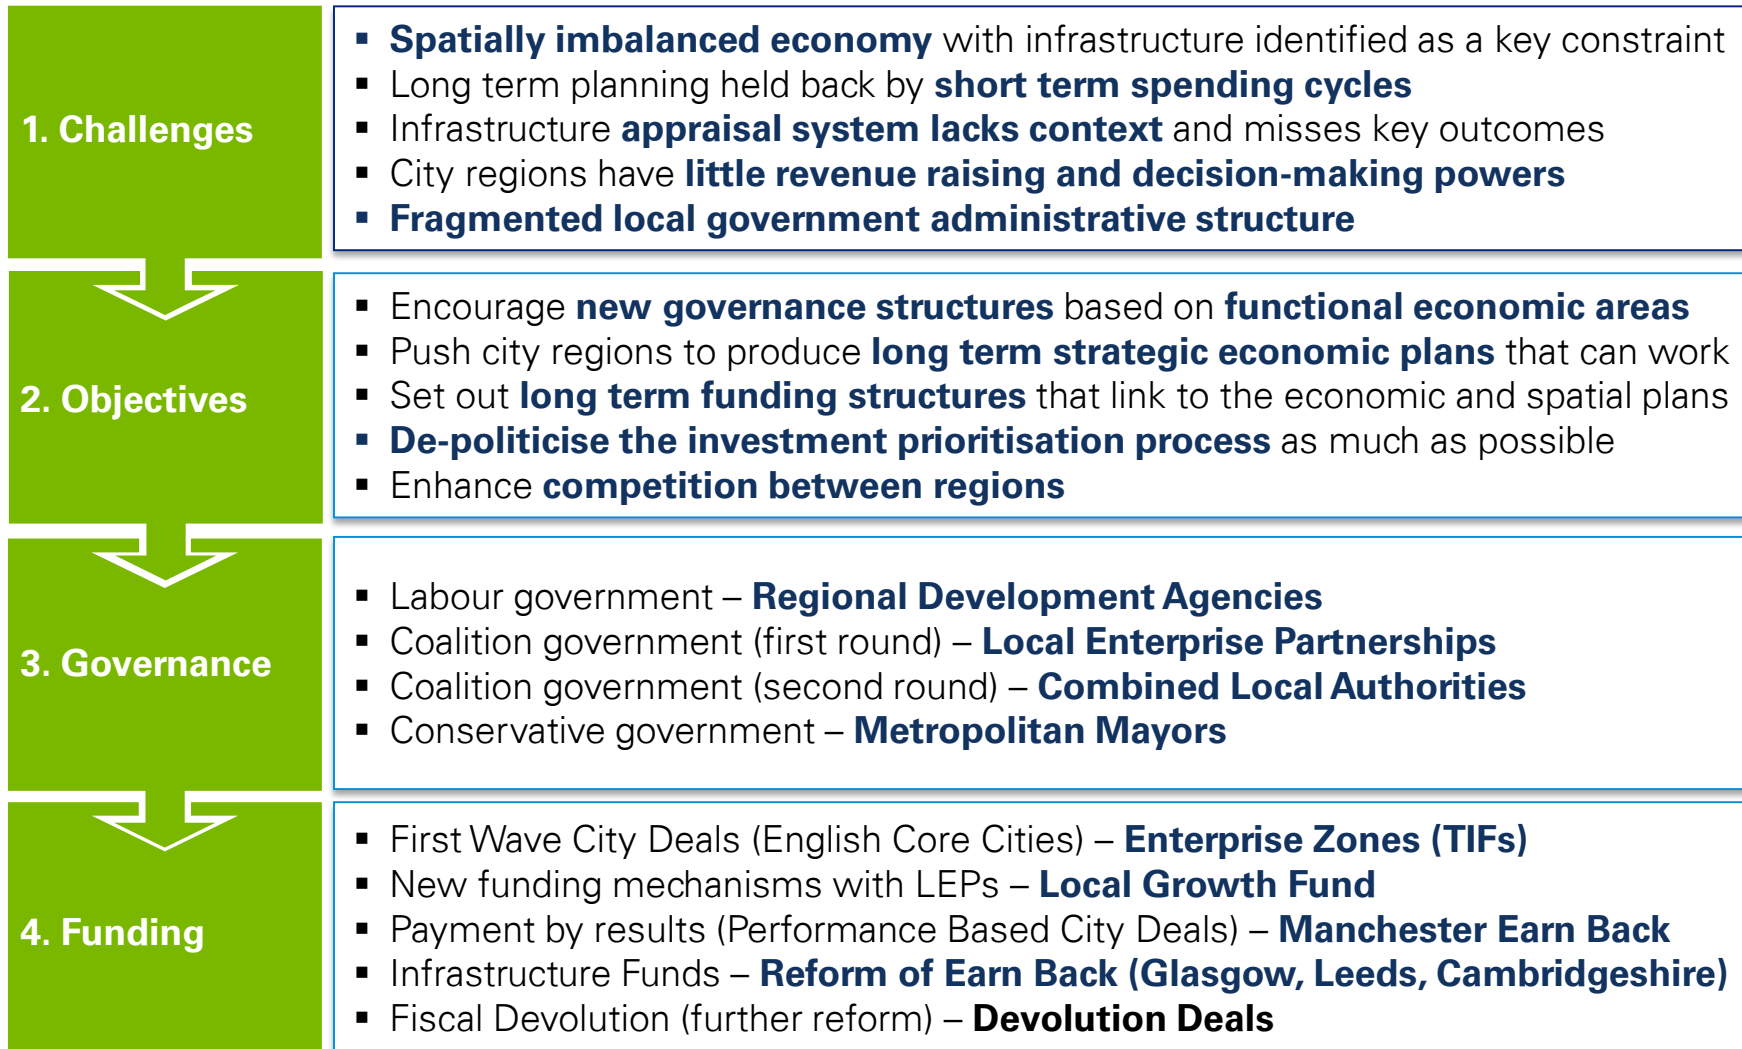 1. Challenges
▪ Spatially imbalanced economy with infrastructure identified as a key constraint
▪ Long term planning held back by short term spending cycles
▪ Infrastructure appraisal system lacks context and misses key outcomes
▪ City regions have little revenue raising and decision-making powers
▪ Fragmented local government administrative structure
2. Objectives
▪ Encourage new governance structures based on functional economic areas
▪ Push city regions to produce long term strategic economic plans that can work
▪ Set out long term funding structures that link to the economic and spatial plans
▪ De-politicise the investment prioritisation process as much as possible
▪ Enhance competition between regions
3. Governance
▪ Labour government – Regional Development Agencies
▪ Coalition government (first round) – Local Enterprise Partnerships
▪ Coalition government (second round) – Combined Local Authorities
▪ Conservative government – Metropolitan Mayors
4. Funding
▪ First Wave City Deals (English Core Cities) – Enterprise Zones (TIFs)
▪ New funding mechanisms with LEPs – Local Growth Fund
▪ Payment by results (Performance Based City Deals) – Manchester Earn Back
▪ Infrastructure Funds – Reform of Earn Back (Glasgow, Leeds, Cambridgeshire)
▪ Fiscal Devolution (further reform) – Devolution Deals